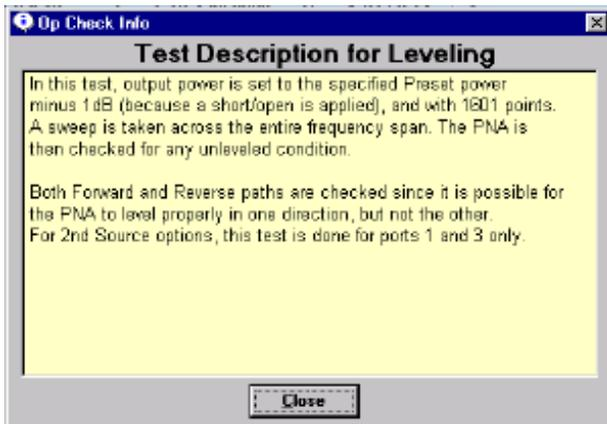 Op Check Info
Test Description for Leveling
In this test, output power is set to the specified Preset power
minus 1dB (because a short/open is applied), and with 1601 points.
A sweep is taken across the entire frequency span. The PNA is
then checked for any unleveled condition.
Both Forward and Reverse paths are checked since it is possible for
the PNA to level properly in one direction, but not the other.
For 2nd Source options, this test is done for ports 1 and 3 only.
Close